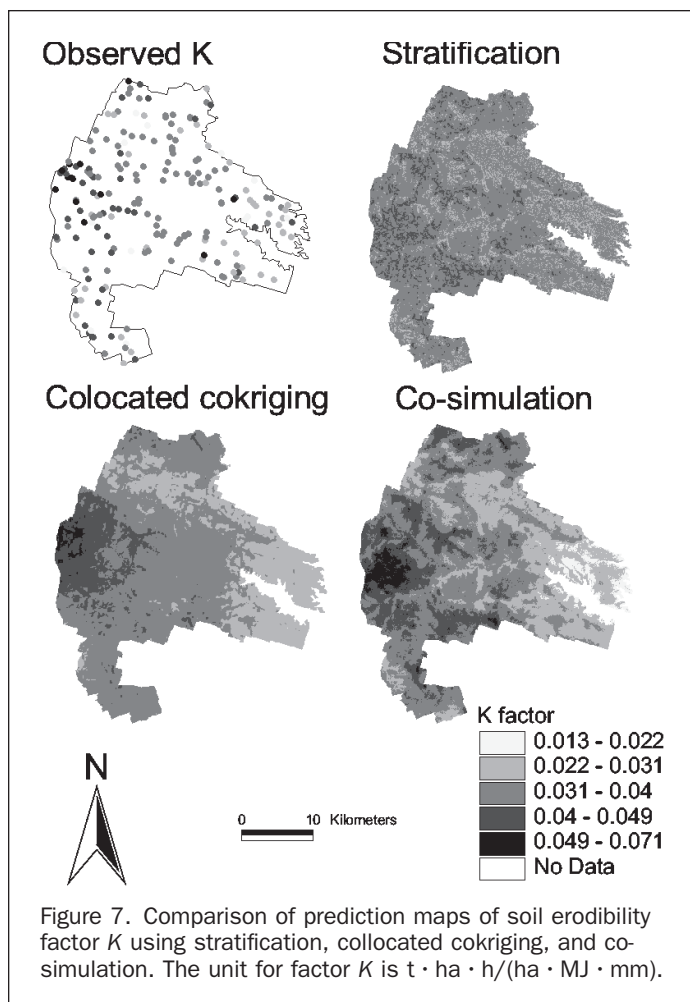 Observed K
Stratification
Colocated cokriging
Co-simulation
N
0 10 Kilometers
K factor
0.013 - 0.022
0.022 - 0.031
0.031 - 0.04
0.04 - 0.049
0.049 - 0.071
No Data
Figure 7. Comparison of prediction maps of soil erodibility
factor K using stratification, collocated cokriging, and co-
simulation. The unit for factor K is t · ha · h/(ha · MJ · mm).